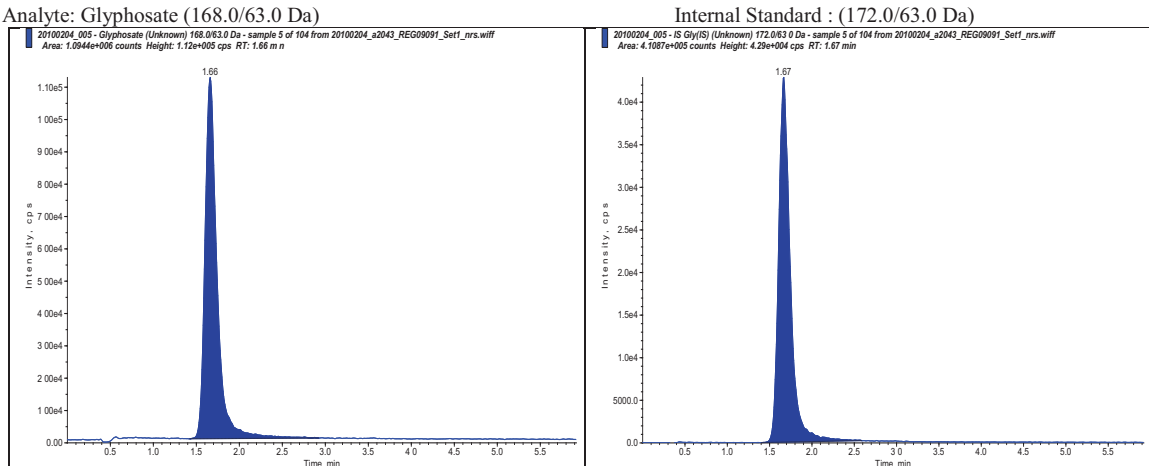 Analyte: Glyphosate (168.0/63.0 Da)
Internal Standard : (172.0/63.0 Da)
20100204_005 - Glyphosate (Unknown) 168.0/63.0 Da - sample 5 of 104 from 20100204_a2043_REG09091_Set1_nrs.wiff
Area: 1.0944e+006 counts Height: 1.12e+005 cps RT: 1.66 m n
1.66
1.10e5
1.00e5
9 00e4
8 00e4
7 00e4
6 00e4
5 00e4
4 00e4
3 00e4
2 00e4
1 00e4
0.00
Intensity, cps
0.5 1.0 1.5 2.0 2.5 3.0 3.5 4.0 4.5 5.0 5.5
Time, min
20100204_005 - IS Gly(IS) (Unknown) 172.0/63 0 Da - sample 5 of 104 from 20100204_a2043_REG09091_Set1_nrs.wiff
Area: 4.1087e+005 counts Height: 4.29e+004 cps RT: 1.67 min
1.67
4.0e4
3.5e4
3.0e4
2.5e4
2.0e4
1.5e4
1.0e4
5000.0
0.0
Intensity, cps
0.5 1.0 1.5 2.0 2.5 3.0 3.5 4.0 4.5 5.0 5.5
Time, min